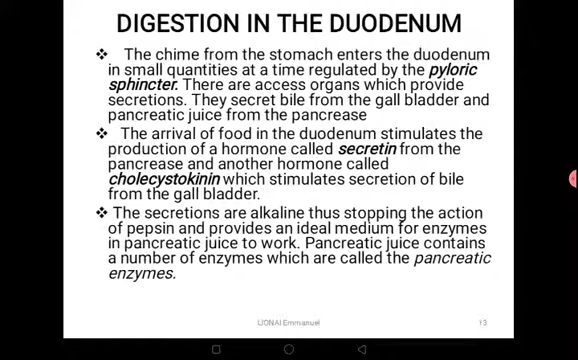 DIGESTION IN THE DUODENUM
❖ The chime from the stomach enters the duodenum
in small quantities at a time regulated by the pyloric
sphincter. There are access organs which provide
secretions. They secret bile from the gall bladder and
pancreatic juice from the pancrease
❖ The arrival of food in the duodenum stimulates the
production of a hormone called secretin from the
pancrease and another hormone called
cholecystokinin which stimulates secretion of bile
from the gall bladder.
❖ The secretions are alkaline thus stopping the action
of pepsin and provides an ideal medium for enzymes
in pancreatic juice to work. Pancreatic juice contains
a number of enzymes which are called the pancreatic
enzymes.
Emmanuel
13